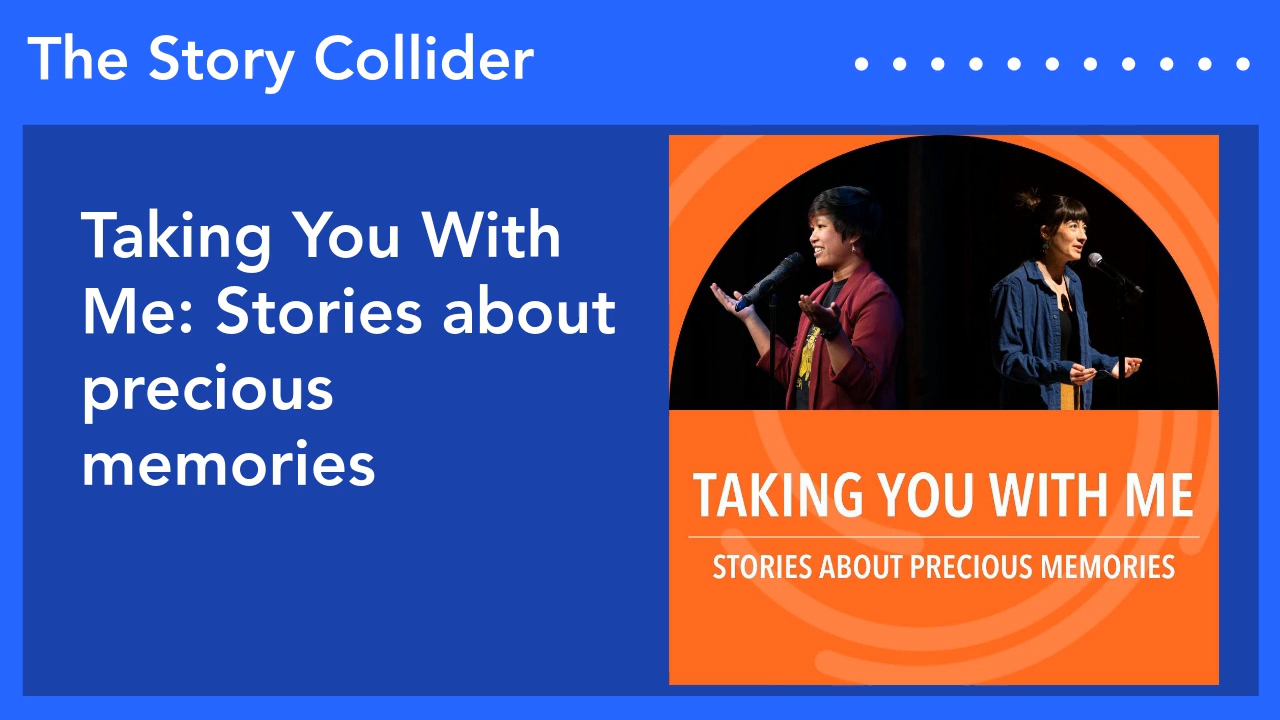 The Story Collider
Taking You With
Me: Stories about
precious
memories
TAKING YOU WITH ME
STORIES ABOUT PRECIOUS MEMORIES